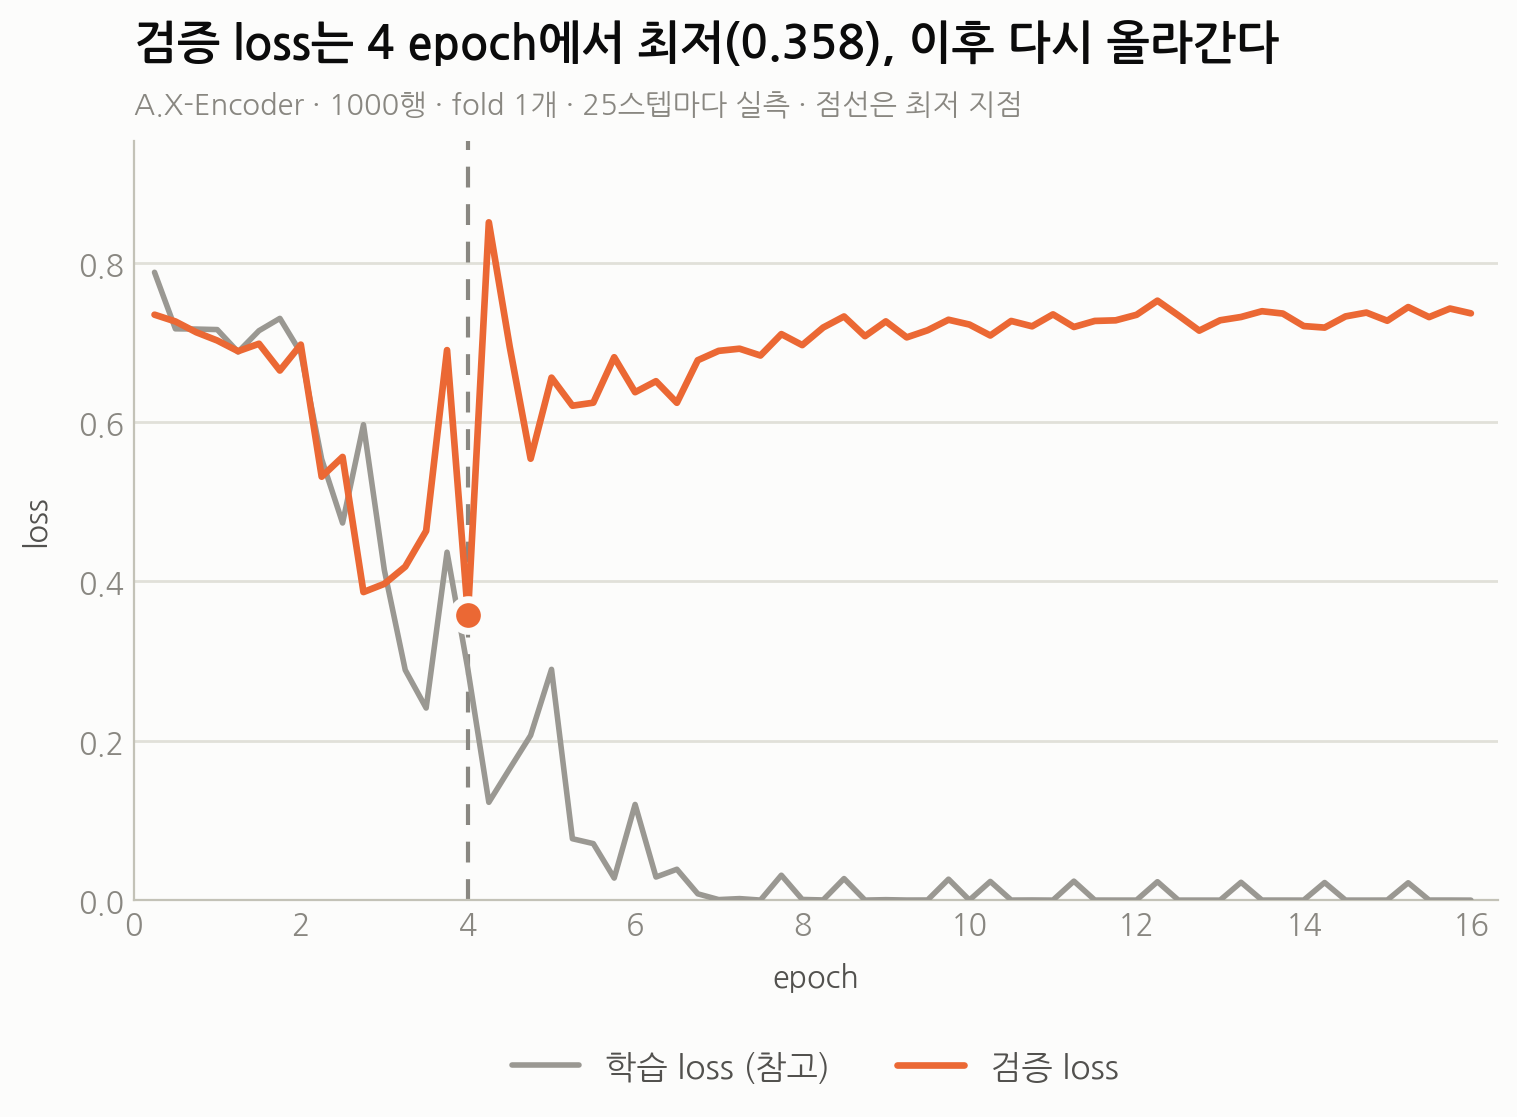 검증 loss는 4 epoch에서 최저(0.358), 이후 다시 올라간다
A.X-Encoder · 1000행 · fold 1개 · 25스텝마다 실측 · 점선은 최저 지점
0.8
0.6
0.4
0.2
0.0
loss
0 2 4 6 8 10 12 14 16
epoch
학습 loss (참고) 검증 loss